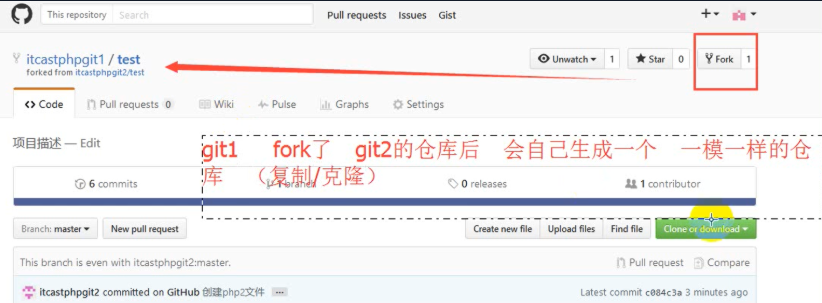 This repository Search Pull requests Issues Gist
itcastphpgit1 / test Unwatch 1 Star 0 Fork 1
forked from itcastphpgit2/test
Code Pull requests 0 Wiki Pulse Graphs Settings
项目描述 — Edit
git1 fork了 git2的仓库后 会自己生成一个 一模一样的仓
库 （复制/克隆）
6 commits 1 branch 0 releases 1 contributor
Branch: master New pull request Create new file Upload files Find file Clone or download
This branch is even with itcastphpgit2:master. Pull request Compare
itcastphpgit2 committed on GitHub 创建php2文件 Latest commit c084c3a 3 minutes ago